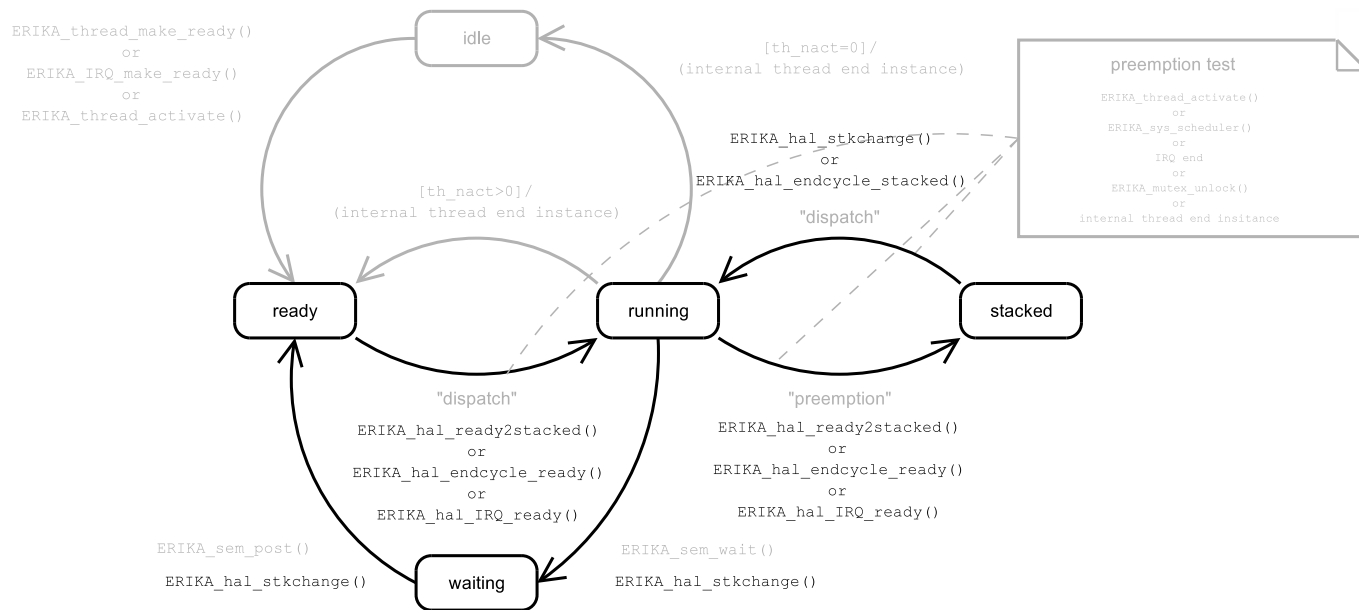 ERIKA_thread_make_ready()
or
ERIKA_IRQ_make_ready()
or
ERIKA_thread_activate()
idle
[th_nact=0]/
(internal thread end instance)
preemption test
ERIKA_thread_activate()
or
ERIKA_sys_scheduler()
or
IRQ end
or
ERIKA_mutex_unlock()
or
internal thread end insitance
ERIKA_hal_stkchange()
or
ERIKA_hal_endcycle_stacked()
"dispatch"
[th_nact>0]/
(internal thread end instance)
ready
running
stacked
"dispatch"
ERIKA_hal_ready2stacked()
or
ERIKA_hal_endcycle_ready()
or
ERIKA_hal_IRQ_ready()
"preemption"
ERIKA_hal_ready2stacked()
or
ERIKA_hal_endcycle_ready()
or
ERIKA_hal_IRQ_ready()
ERIKA_sem_post()
ERIKA_hal_stkchange()
waiting
ERIKA_sem_wait()
ERIKA_hal_stkchange()